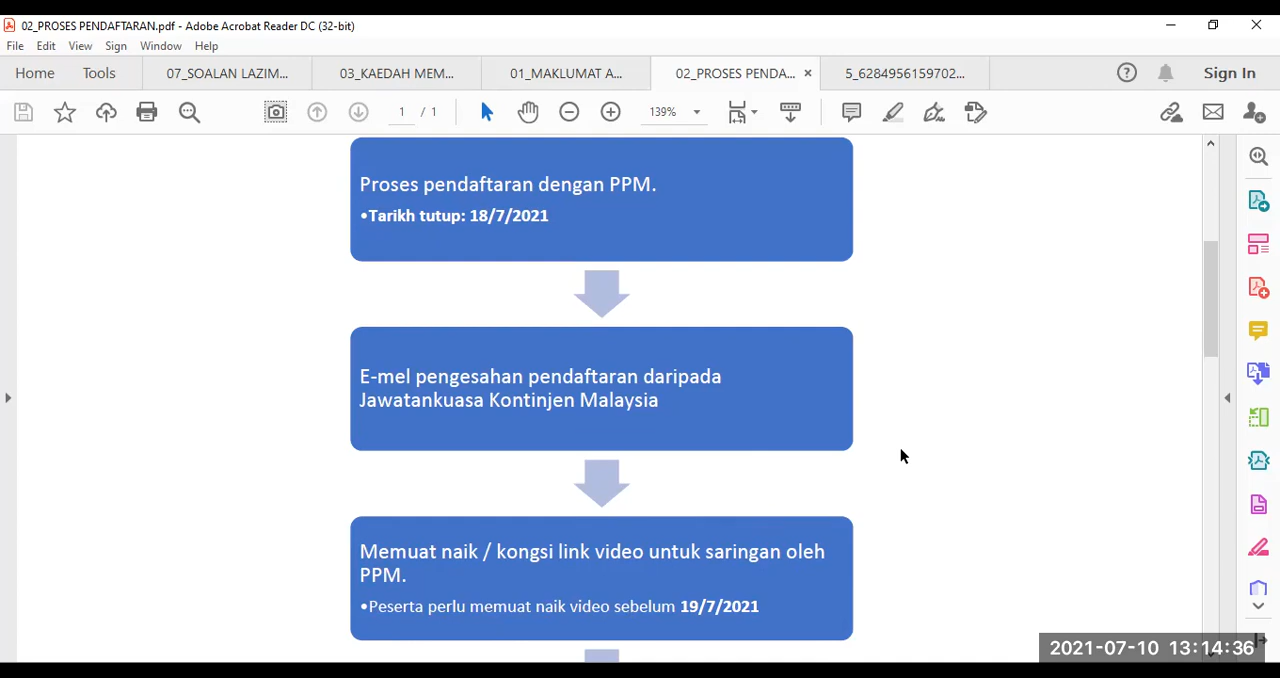 02_PROSES PENDAFTARAN.pdf - Adobe Acrobat Reader DC (32-bit)
File Edit View Sign Window Help
Home Tools 07_SOALAN LAZIM... 03_KAEDAH MEM... 01_MAKLUMAT A... 02_PROSES PENDA... × 5_6284956159702... Sign In
1 / 1 139%
Proses pendaftaran dengan PPM.
•Tarikh tutup: 18/7/2021
E-mel pengesahan pendaftaran daripada
Jawatankuasa Kontinjen Malaysia
Memuat naik / kongsi link video untuk saringan oleh
PPM.
•Peserta perlu memuat naik video sebelum 19/7/2021
2021-07-10 13:14:36